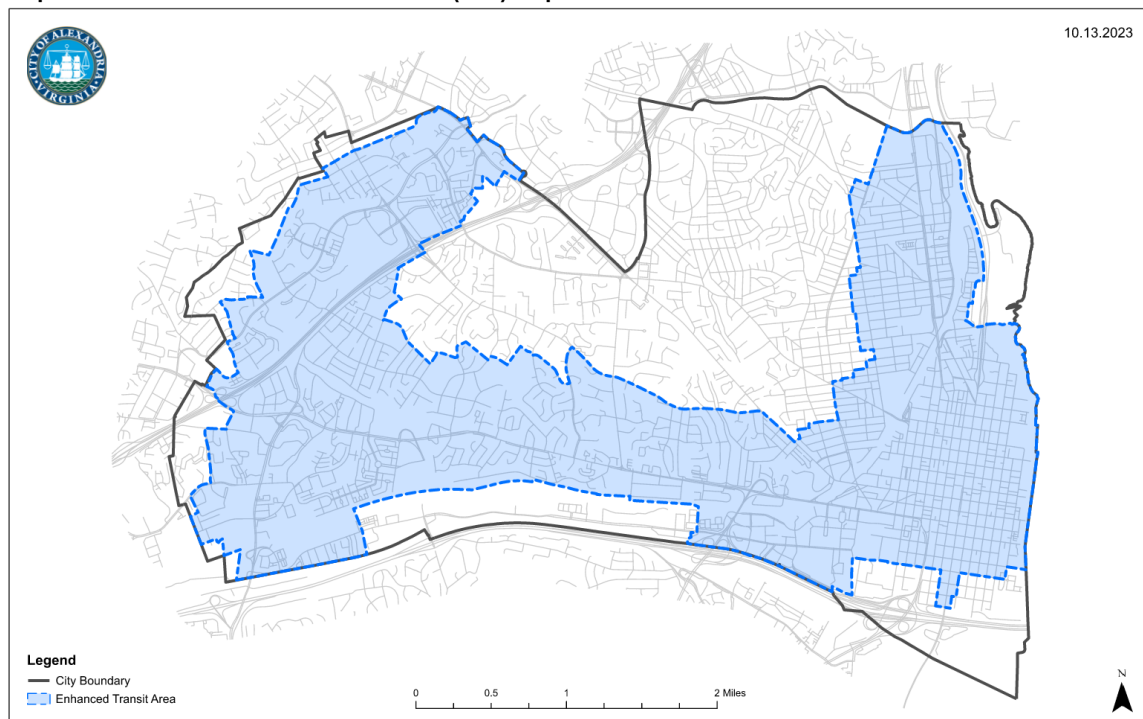 10.13.2023
CITY OF ALEXANDRIA
VIRGINIA
Legend
City Boundary
Enhanced Transit Area
0 0.5 1 2 Miles
N